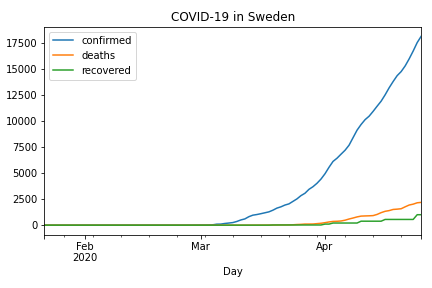 COVID-19 in Sweden
confirmed
deaths
recovered
17500
15000
12500
10000
7500
5000
2500
0
Feb
2020
Mar
Apr
Day